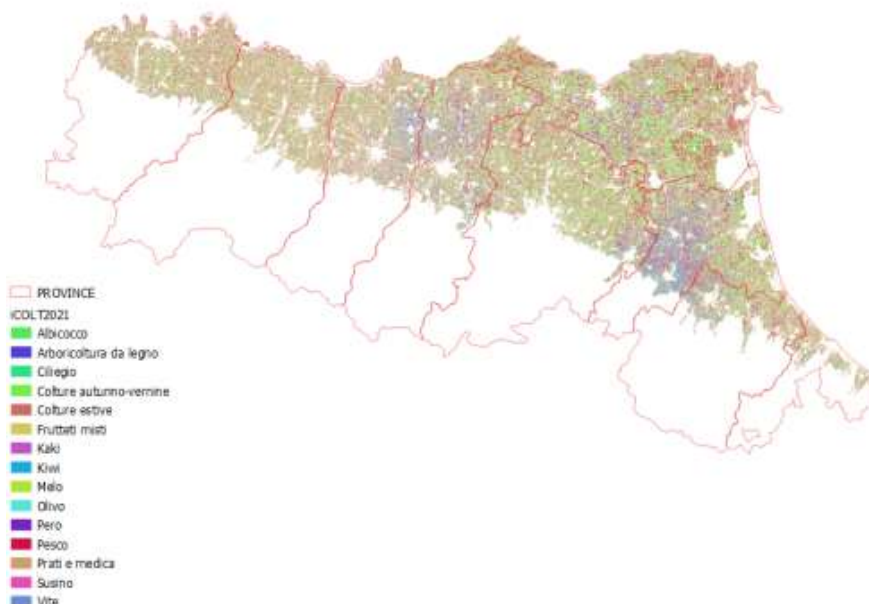 PROVINCE
iCOLT2021
Albicocco
Arboricoltura da legno
Ciliegio
Colture autunno-vernine
Colture estive
Frutteti misti
Kaki
Kiwi
Melo
Olivo
Pero
Pesco
Prati e medica
Susino
Vite